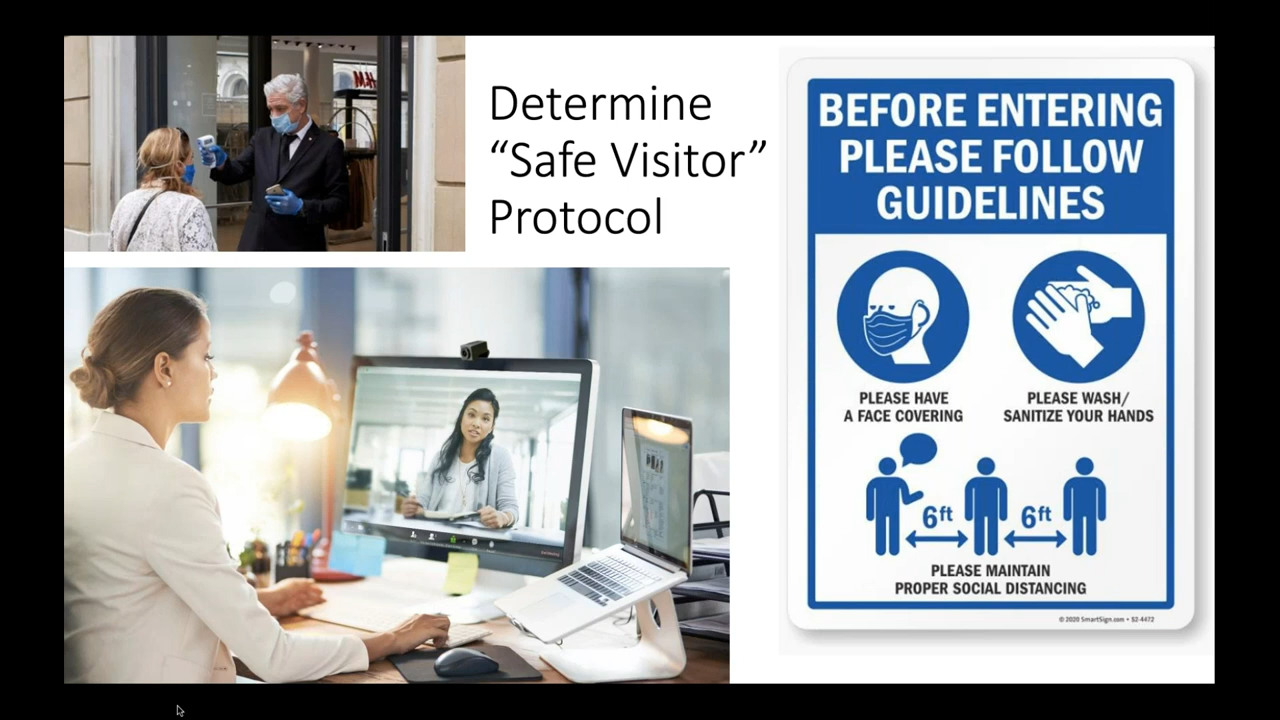 Determine
“Safe Visitor”
Protocol
H&M
BEFORE ENTERING
PLEASE FOLLOW
GUIDELINES
PLEASE HAVE
A FACE COVERING
PLEASE WASH/
SANITIZE YOUR HANDS
6ft
6ft
PLEASE MAINTAIN
PROPER SOCIAL DISTANCING
© 2020 SmartSign.com • S2-4472